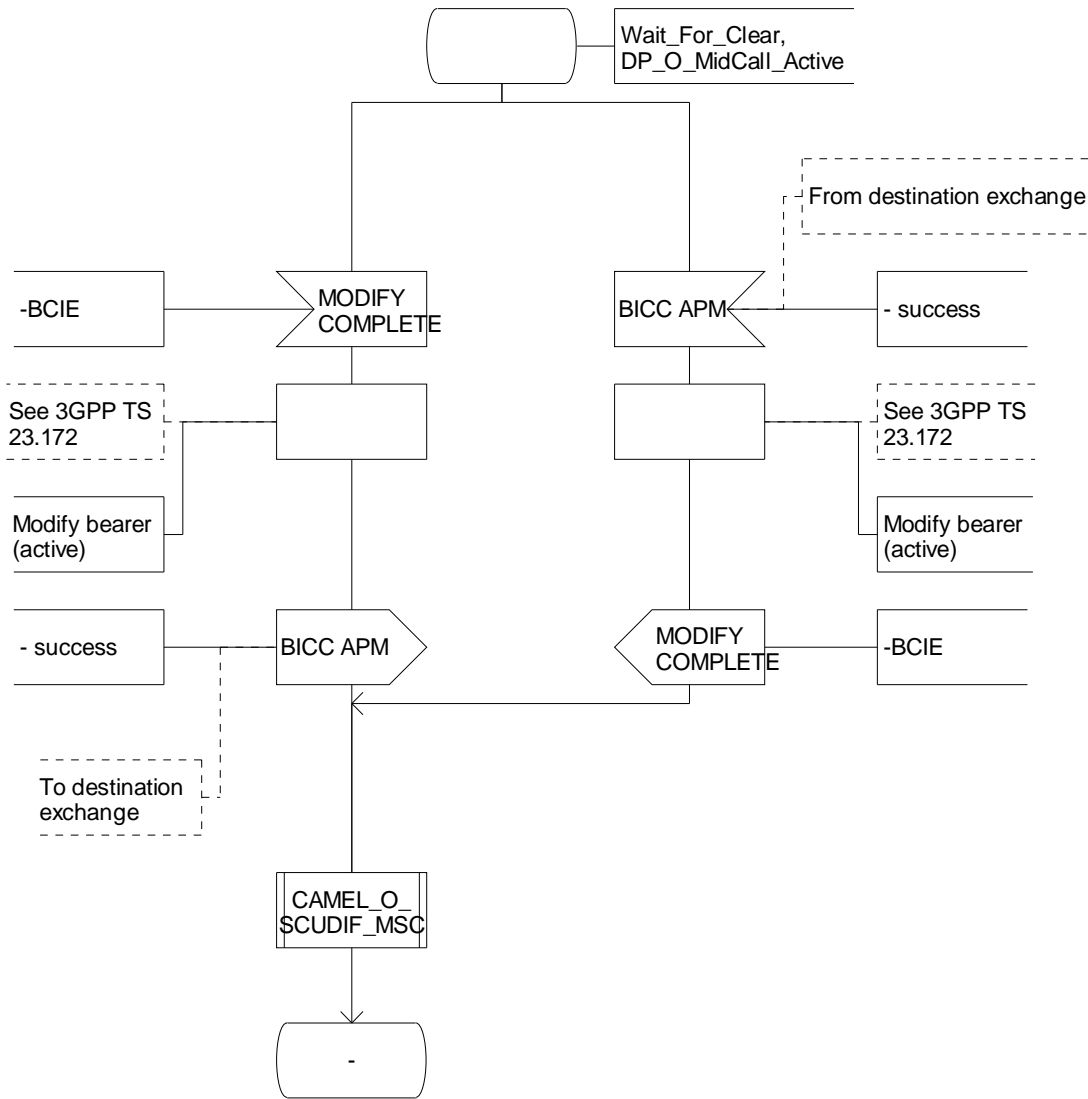 Wait_For_Clear,
DP_O_MidCall_Active
From destination exchange
-BCIE
MODIFY
COMPLETE
BICC APM
- success
See 3GPP TS
23.172
See 3GPP TS
23.172
Modify bearer
(active)
Modify bearer
(active)
- success
BICC APM
MODIFY
COMPLETE
-BCIE
To destination
exchange
CAMEL_O_
SCUDIF_MSC
-